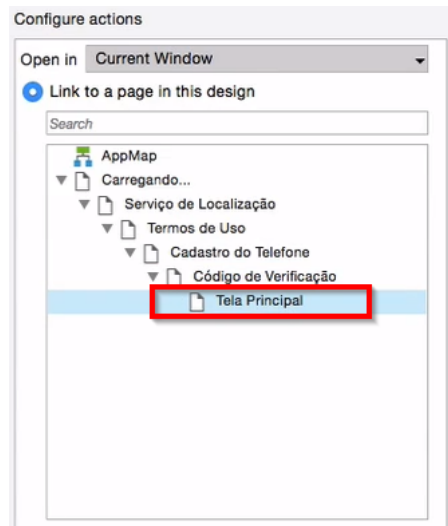 Configure actions
Open in Current Window
Link to a page in this design
Search
AppMap
Carregando...
Serviço de Localização
Termos de Uso
Cadastro do Telefone
Código de Verificação
Tela Principal